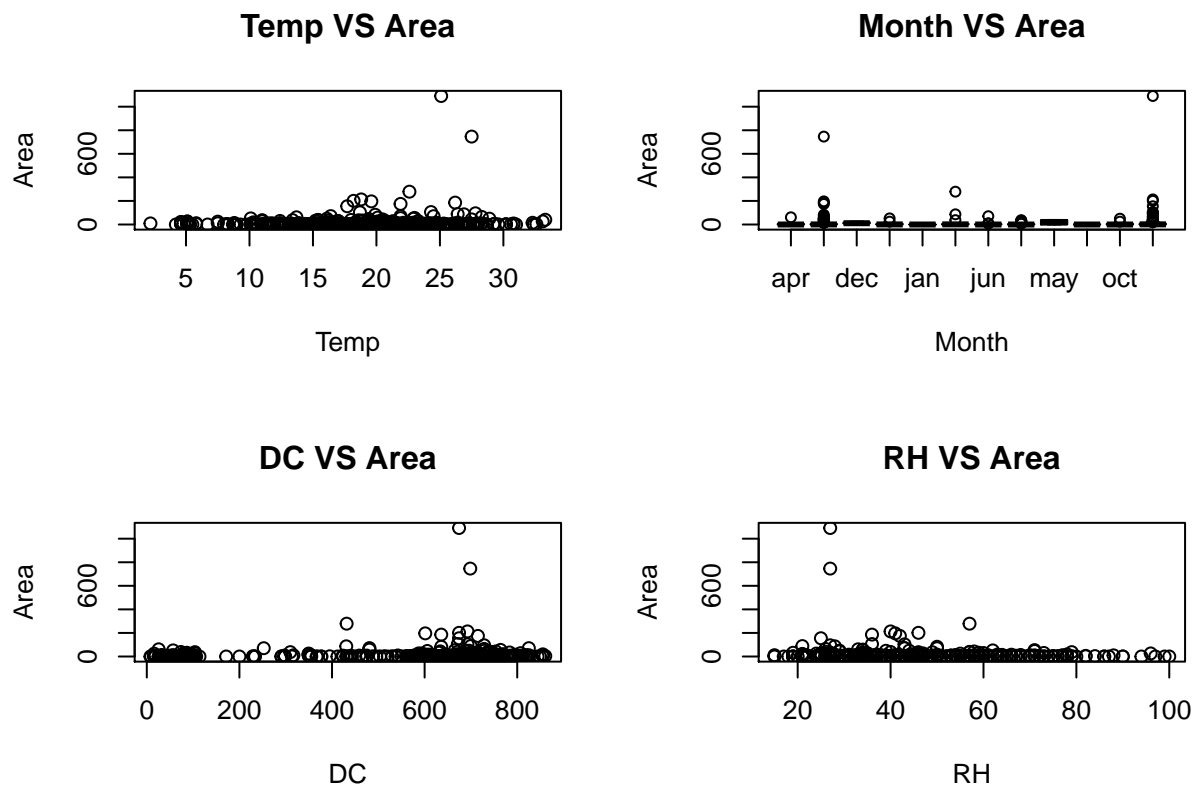 Temp VS Area
Area
0
600
5 10 15 20 25 30
Temp
Month VS Area
Area
0
600
apr dec jan jun may oct
Month
DC VS Area
Area
0
600
0 200 400 600 800
DC
RH VS Area
Area
0
600
20 40 60 80 100
RH